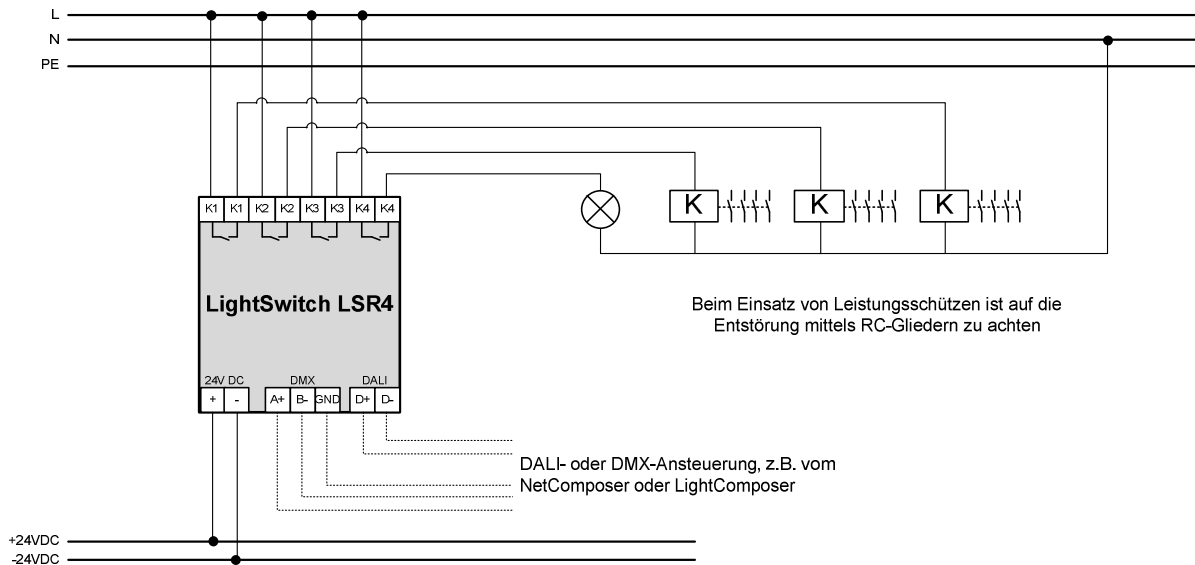 L
N
PE
K1 K1 K2 K2 K3 K3 K4 K4
K K K
LightSwitch LSR4
Beim Einsatz von Leistungsschützen ist auf die
Entstörung mittels RC-Gliedern zu achten
24V DC DMX DALI
+ - A+ B- GND D+ D-
DALI- oder DMX-Ansteuerung, z.B. vom
NetComposer oder LightComposer
+24VDC
-24VDC